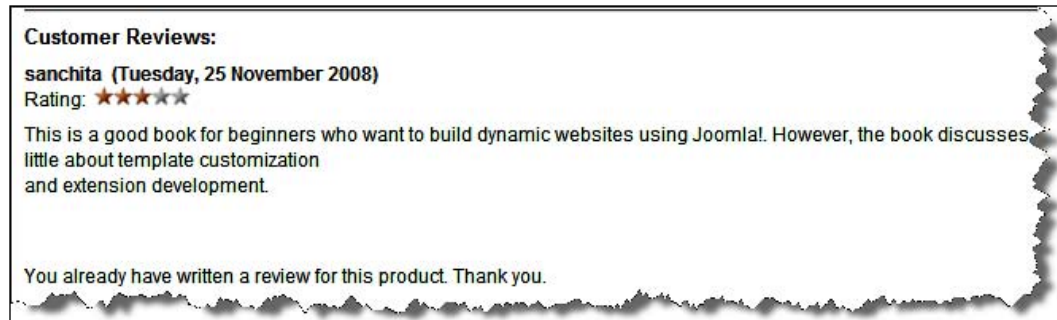 Customer Reviews:
sanchita (Tuesday, 25 November 2008)
Rating:
This is a good book for beginners who want to build dynamic websites using Joomla!. However, the book discusses
little about template customization
and extension development.
You already have written a review for this product. Thank you.